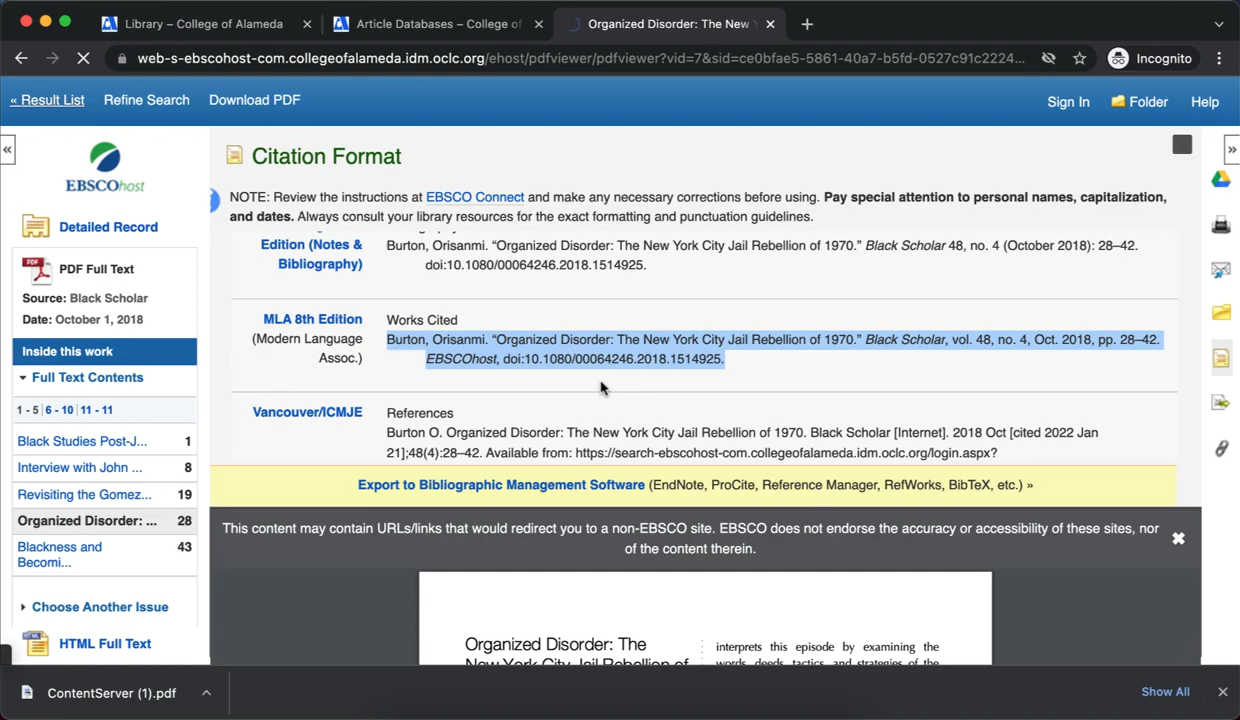 Library – College of Alameda
Article Databases – College of
Organized Disorder: The New Y
web-s-ebscohost-com.collegeofalameda.idm.oclc.org/ehost/pdfviewer/pdfviewer?vid=7&sid=ce0bfae5-5861-40a7-b5fd-0527c91c2224...
Incognito
« Result List
Refine Search
Download PDF
Sign In
Folder
Help
EBSCOhost
Detailed Record
PDF Full Text
Source: Black Scholar
Date: October 1, 2018
Inside this work
Full Text Contents
1 - 5 | 6 - 10 | 11 - 11
Black Studies Post-J... 1
Interview with John ... 8
Revisiting the Gomez... 19
Organized Disorder: ... 28
Blackness and 43
Becomi...
Choose Another Issue
HTML Full Text
Citation Format
NOTE: Review the instructions at EBSCO Connect and make any necessary corrections before using. Pay special attention to personal names, capitalization,
and dates. Always consult your library resources for the exact formatting and punctuation guidelines.
Edition (Notes & Bibliography)
Burton, Orisanmi. “Organized Disorder: The New York City Jail Rebellion of 1970.” Black Scholar 48, no. 4 (October 2018): 28–42.
doi:10.1080/00064246.2018.1514925.
MLA 8th Edition
(Modern Language
Assoc.)
Works Cited
Burton, Orisanmi. “Organized Disorder: The New York City Jail Rebellion of 1970.” Black Scholar, vol. 48, no. 4, Oct. 2018, pp. 28–42.
EBSCOhost, doi:10.1080/00064246.2018.1514925.
Vancouver/ICMJE
References
Burton O. Organized Disorder: The New York City Jail Rebellion of 1970. Black Scholar [Internet]. 2018 Oct [cited 2022 Jan
21];48(4):28–42. Available from: https://search-ebscohost-com.collegeofalameda.idm.oclc.org/login.aspx?
Export to Bibliographic Management Software (EndNote, ProCite, Reference Manager, RefWorks, BibTeX, etc.) »
This content may contain URLs/links that would redirect you to a non-EBSCO site. EBSCO does not endorse the accuracy or accessibility of these sites, nor
of the content therein.
Organized Disorder: The
New York City Jail Rebellion of
interprets this episode by examining the
words, deeds, tactics, and strategies of the
ContentServer (1).pdf
Show All